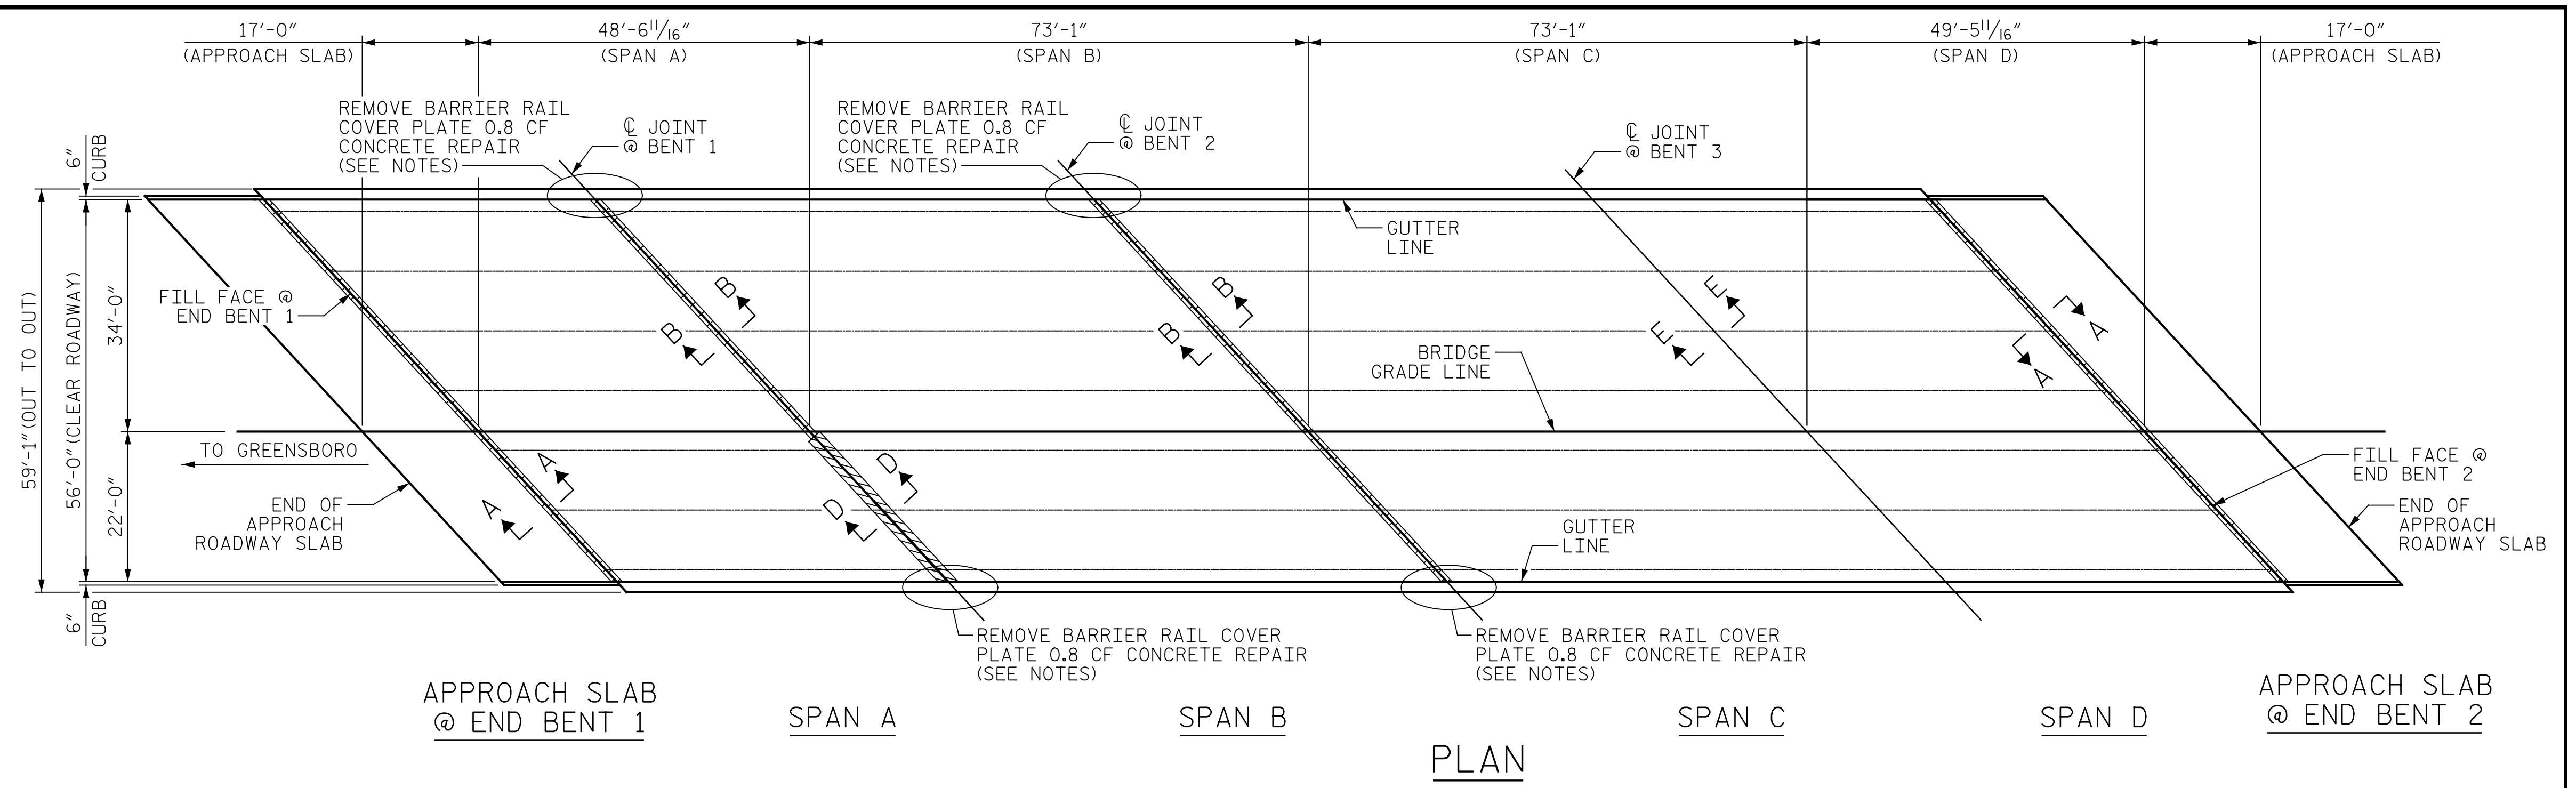 17'-0"
(APPROACH SLAB)
48'-6 11/16"
(SPAN A)
73'-1"
(SPAN B)
73'-1"
(SPAN C)
49'-5 11/16"
(SPAN D)
17'-0"
(APPROACH SLAB)
REMOVE BARRIER RAIL
COVER PLATE 0.8 CF
CONCRETE REPAIR
(SEE NOTES)
℄ JOINT
@ BENT 1
REMOVE BARRIER RAIL
COVER PLATE 0.8 CF
CONCRETE REPAIR
(SEE NOTES)
℄ JOINT
@ BENT 2
℄ JOINT
@ BENT 3
6"
CURB
59'-1" (OUT TO OUT)
56'-0" (CLEAR ROADWAY)
34'-0"
22'-0"
6"
CURB
GUTTER
LINE
FILL FACE @
END BENT 1
B
B
B
B
E
E
A
A
BRIDGE
GRADE LINE
TO GREENSBORO
A
A
D
D
END OF
APPROACH
ROADWAY SLAB
GUTTER
LINE
FILL FACE @
END BENT 2
END OF
APPROACH
ROADWAY SLAB
REMOVE BARRIER RAIL COVER
PLATE 0.8 CF CONCRETE REPAIR
(SEE NOTES)
REMOVE BARRIER RAIL COVER
PLATE 0.8 CF CONCRETE REPAIR
(SEE NOTES)
APPROACH SLAB
@ END BENT 1
SPAN A
SPAN B
SPAN C
SPAN D
APPROACH SLAB
@ END BENT 2
PLAN